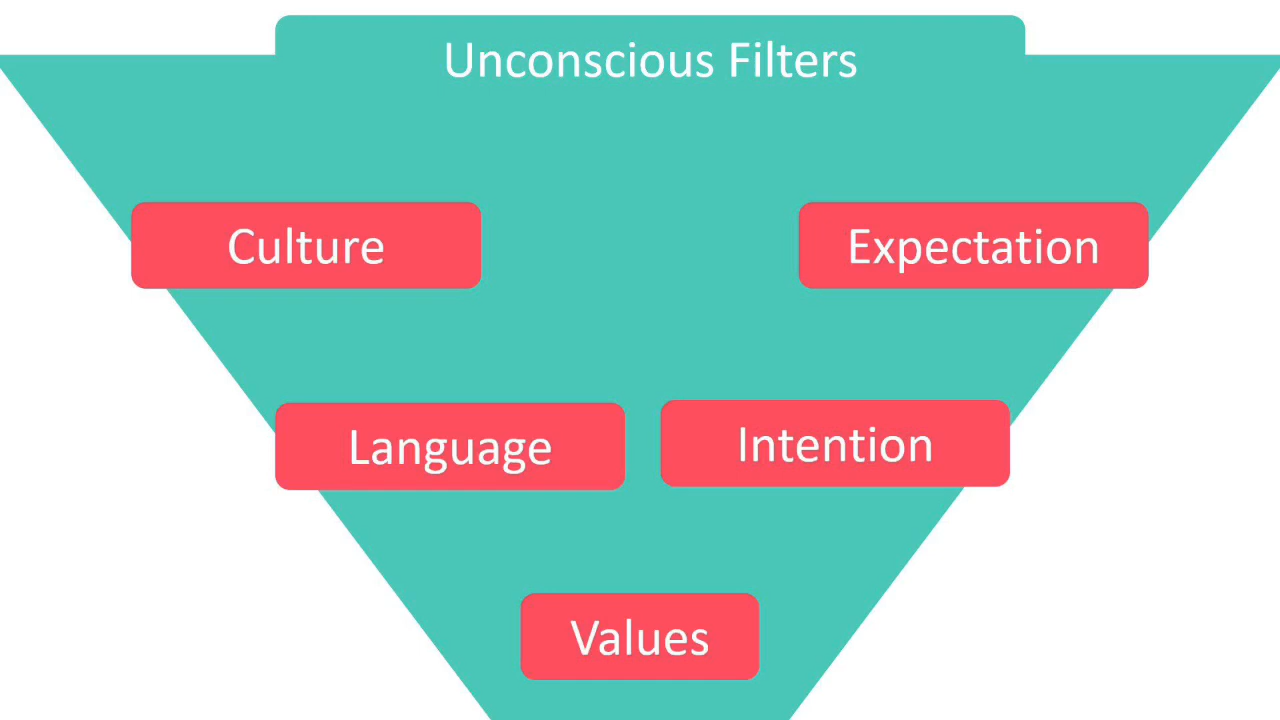 Unconscious Filters
Culture
Expectation
Language
Intention
Values